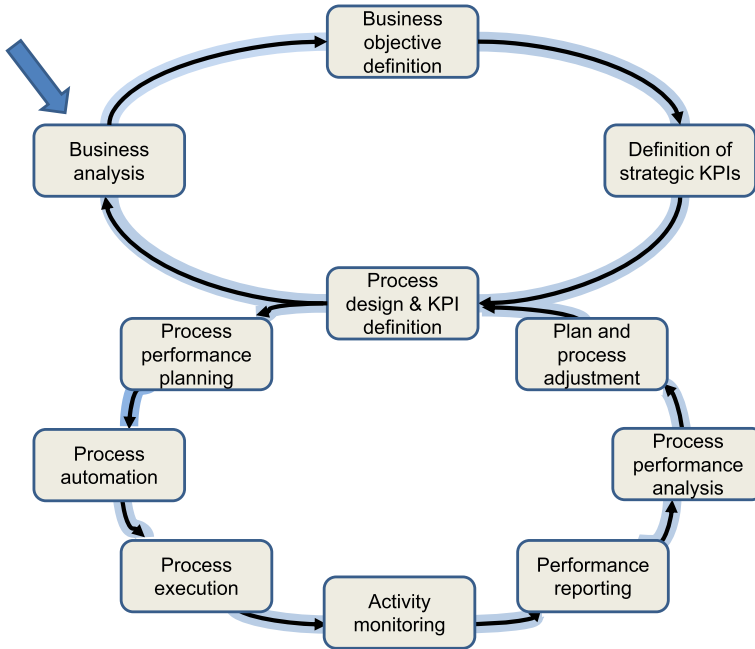 Business
objective
definition
Business
analysis
Definition of
strategic KPIs
Process
design & KPI
definition
Process
performance
planning
Plan and
process
adjustment
Process
automation
Process
performance
analysis
Process
execution
Performance
reporting
Activity
monitoring